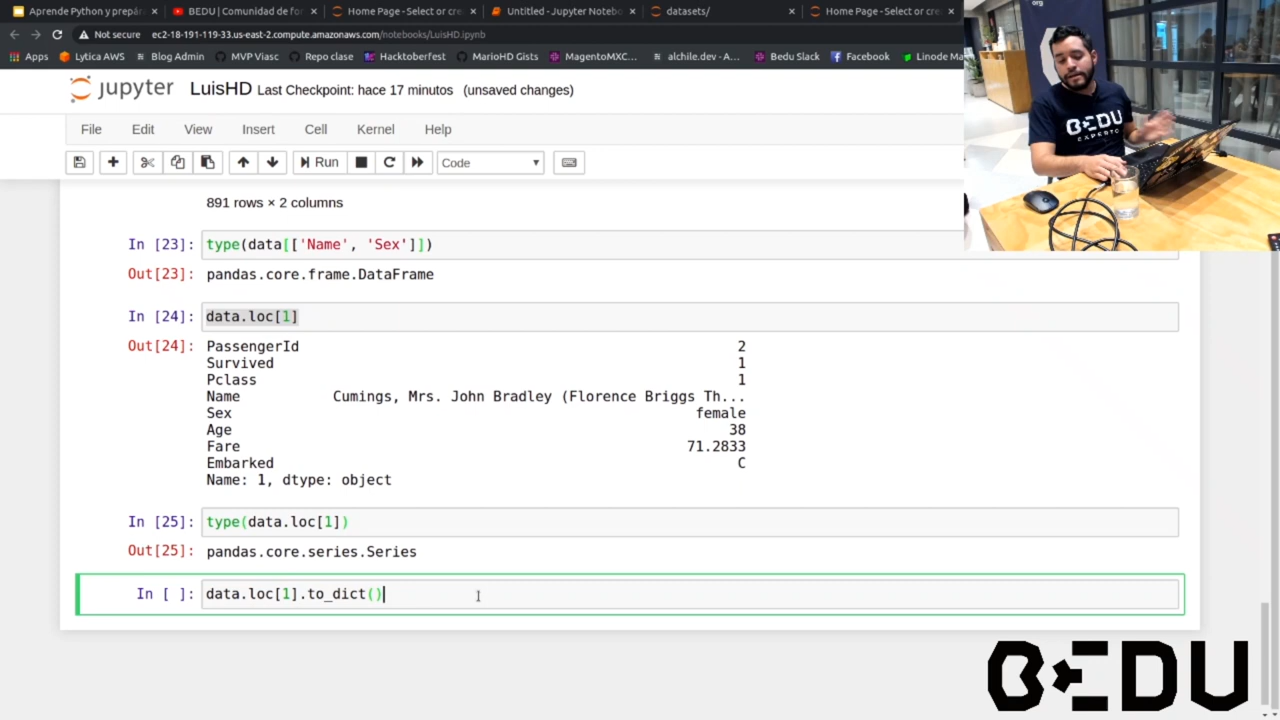 Aprende Python y prepár
BEDU | Comunidad de for
Home Page - Select or cre
Untitled - Jupyter Notebo
datasets/
Home Page - Select or crea
Not secure ec2-18-191-119-33.us-east-2.compute.amazonaws.com/notebooks/LuisHD.ipynb
Apps Lytica AWS Blog Admin MVP Views Repo clases Hacktoberfest MarioHD Gists MagentoMXC... alchile.dev - A... Bedu Slack Facebook Linode Ma
org
BEDU
EXPERTO
jupyter LuisHD Last Checkpoint: hace 17 minutos (unsaved changes)
File Edit View Insert Cell Kernel Help
Run Code
891 rows × 2 columns
In [23]: type(data[['Name', 'Sex']])
Out[23]: pandas.core.frame.DataFrame
In [24]: data.loc[1]
Out[24]: PassengerId 2
Survived 1
Pclass 1
Name Cumings, Mrs. John Bradley (Florence Briggs Th...
Sex female
Age 38
Fare 71.2833
Embarked C
Name: 1, dtype: object
In [25]: type(data.loc[1])
Out[25]: pandas.core.series.Series
In [ ]: data.loc[1].to_dict()
BEDU